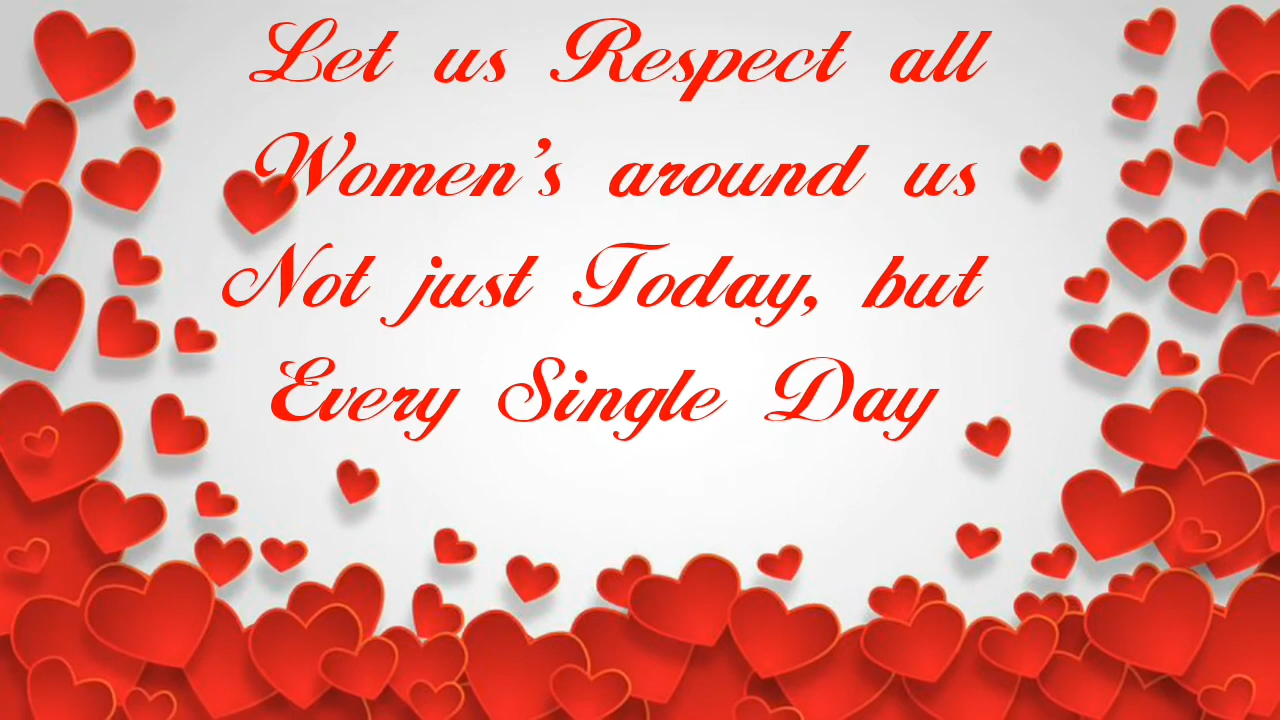 Let us Respect all
Women's around us
Not just Today, but
Every Single Day